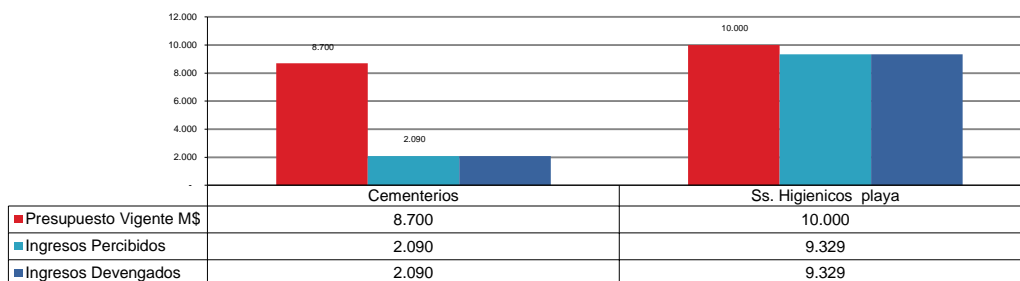 12.000
10.000
8.000
6.000
4.000
2.000
-
8.700
2.090
10.000
Cementerios Ss. Higienicos playa
Presupuesto Vigente M$ 8.700 10.000
Ingresos Percibidos 2.090 9.329
Ingresos Devengados 2.090 9.329